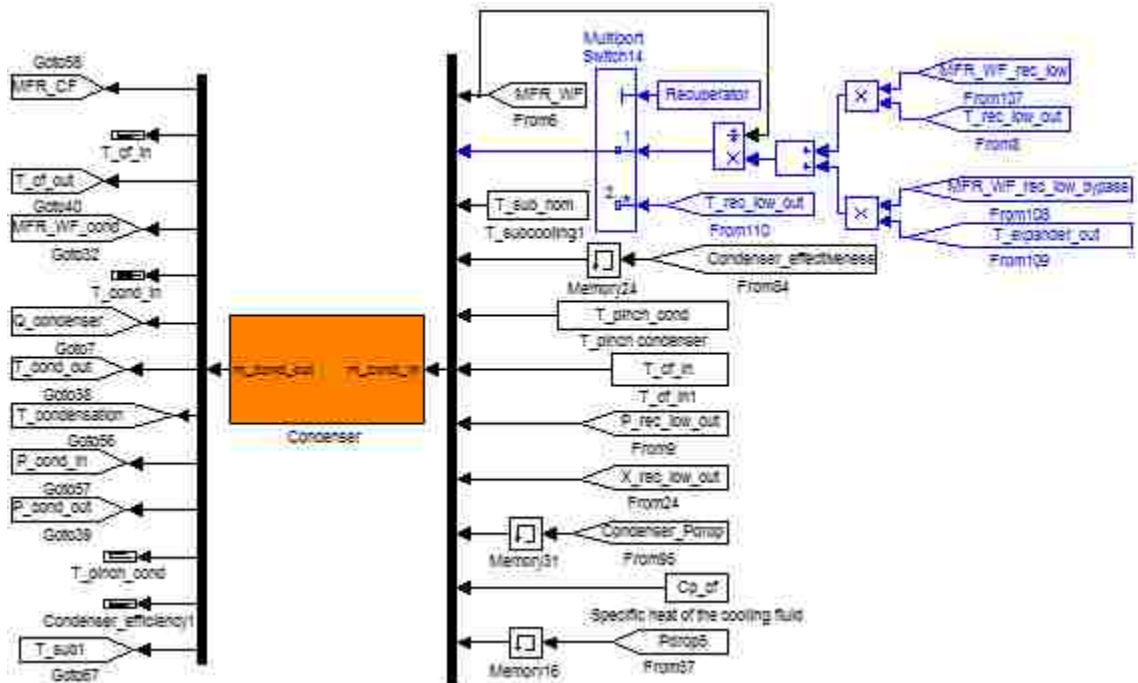 Goto58
MFR_CF
T_cf_in
T_cf_out
Goto40
MFR_WF_cond
Goto32
T_cond_in
Q_condenser
Goto7
T_cond_out
Goto38
T_condensation
Goto56
P_cond_in
Goto57
P_cond_out
Goto39
T_pinch_cond
Condenser_efficiency1
T_sub1
Goto67
Condenser
MFR_WF
From6
Multiport
Switch14
Recuperator
1
2
T_sub_nom
T_subcooling1
T_rec_low_out
From110
MFR_WF_rec_low
From107
T_rec_low_out
From8
MFR_WF_rec_low_bypass
From108
T_expander_out
From109
Memory24
Condenser_effectiveness
From84
T_pinch_cond
T_pinch condenser
T_cf_in
T_cf_in1
P_rec_low_out
From9
X_rec_low_out
From24
Memory31
Condenser_Pdrop
Cp_cf
Specific heat of the cooling fluid
Memory16
Pdrop5
From37